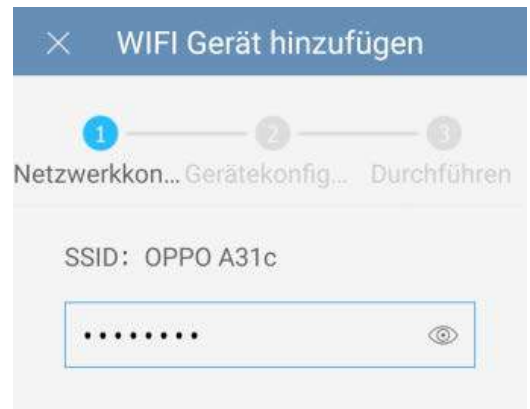 WIFI Gerät hinzufügen
1 2 3
Netzwerkkon... Gerätekonfig... Durchführen
SSID: OPPO A31c
••••••••